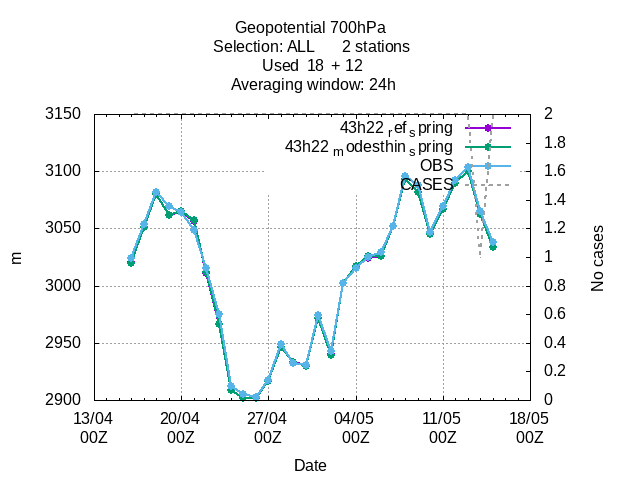 Geopotential 700hPa
Selection: ALL 2 stations
Used 18 + 12
Averaging window: 24h
3150
3100
3050
3000
2950
2900
m
2
1.8
1.6
1.4
1.2
1
0.8
0.6
0.4
0.2
0
No cases
43h22 refs pring
43h22 modesthin spring
OBS
CASES
13/04 20/04 27/04 04/05 11/05 18/05
00Z 00Z 00Z 00Z 00Z 00Z
Date